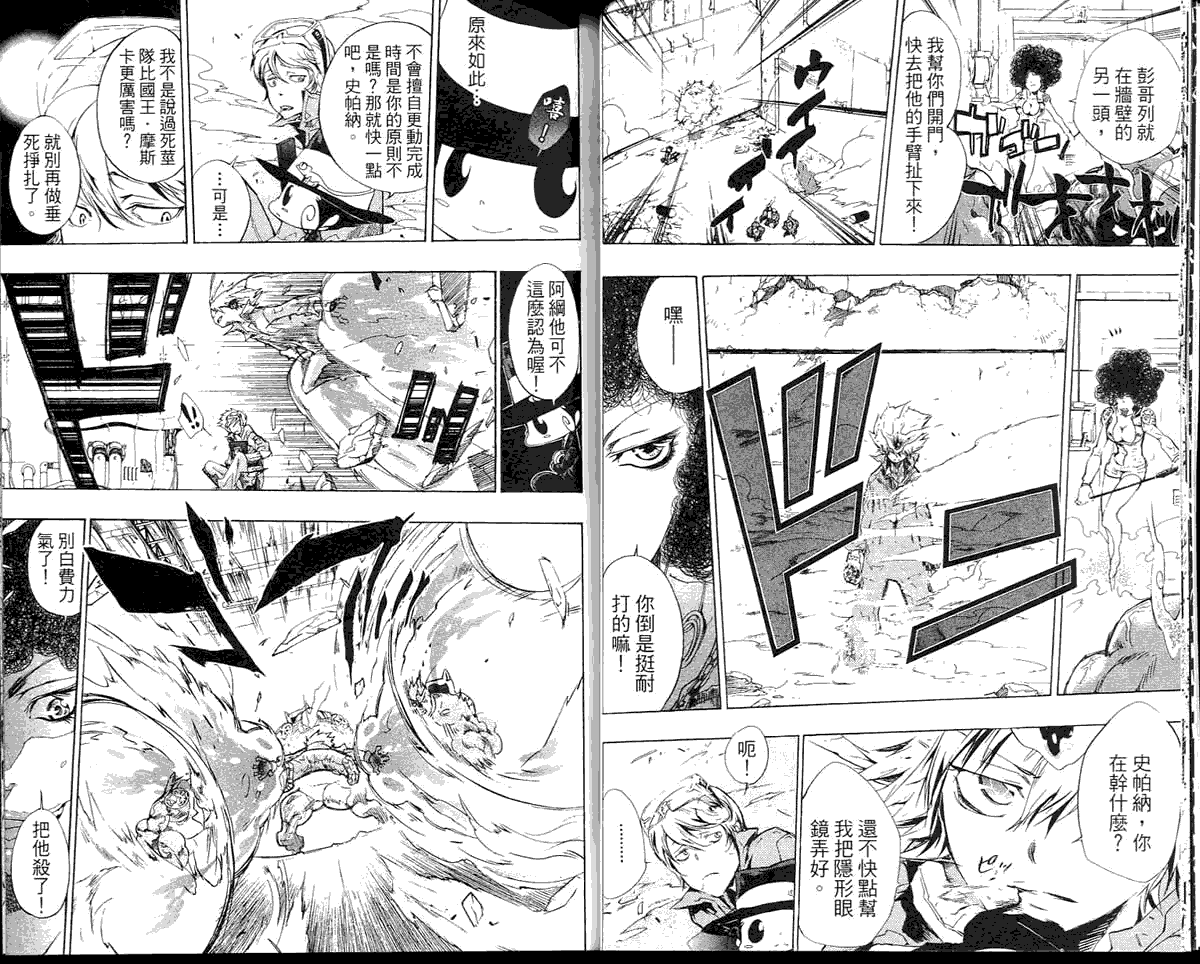 彭哥列就
在牆壁的
另一頭，
我幫你們開門，
快去把他的手臂扯下來！
ウィイ
嘿——
你倒是挺耐
打的嘛！
史帕納，你
在幹什麼？
還不快點幫
我把隱形眼
鏡弄好。
ピピッ
呃！
………
原來如此…
嘻！
不會擅自更動完成
時間是你的原則不
是嗎？那就快一點
吧，史帕納。
…可是…
我不是說過死莖
隊比國王·摩斯
卡更厲害嗎？
就別再做垂
死掙扎了。
阿綱他可不
這麼認為喔！
!!
別白費力
氣了！
把他殺了！